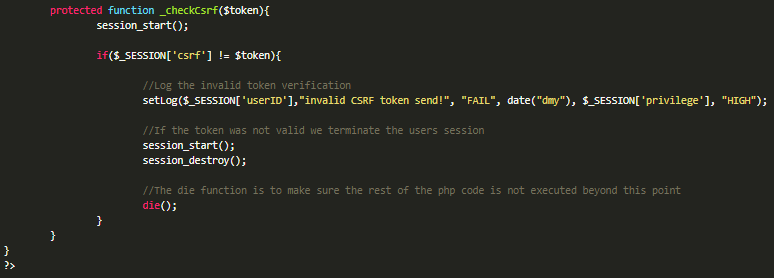 protected function _checkCsrf($token){
session_start();
if($_SESSION['csrf'] != $token){
//Log the invalid token verification
setLog($_SESSION['userID'],"invalid CSRF token send!", "FAIL", date("dmy"), $_SESSION['privilege'], "HIGH");
//If the token was not valid we terminate the users session
session_start();
session_destroy();
//The die function is to make sure the rest of the php code is not executed beyond this point
die();
}
}
}
?>